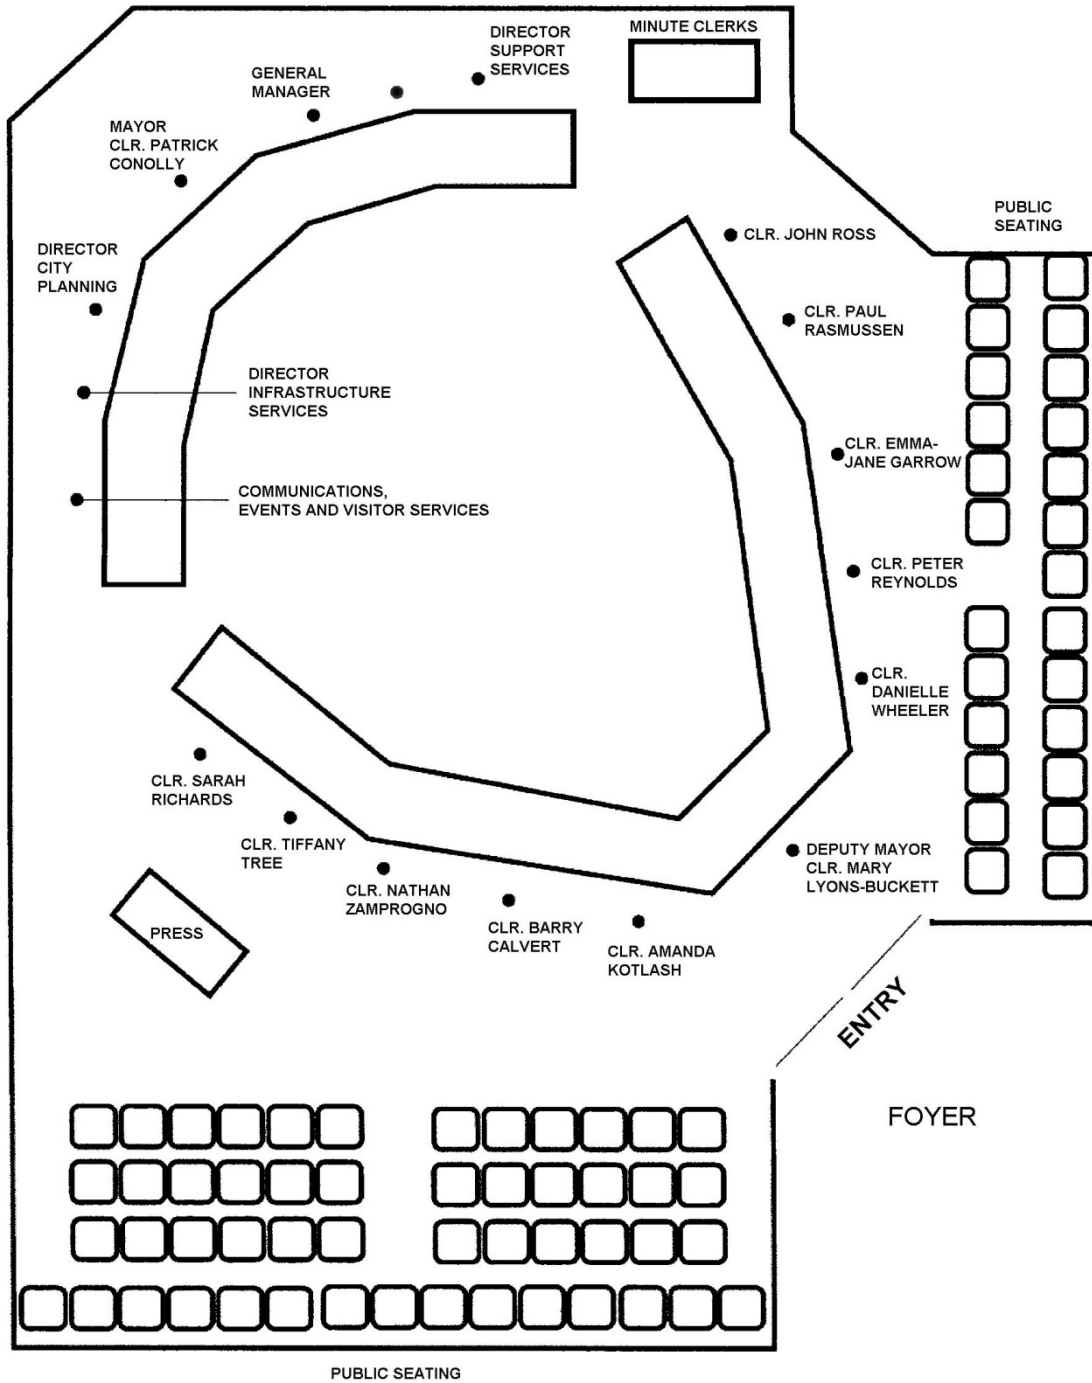 MINUTE CLERKS
DIRECTOR
SUPPORT
SERVICES
GENERAL
MANAGER
MAYOR
CLR. PATRICK
CONOLLY
DIRECTOR
CITY
PLANNING
DIRECTOR
INFRASTRUCTURE
SERVICES
COMMUNICATIONS,
EVENTS AND VISITOR SERVICES
PUBLIC
SEATING
CLR. JOHN ROSS
CLR. PAUL
RASMUSSEN
CLR. EMMA-
JANE GARROW
CLR. PETER
REYNOLDS
CLR.
DANIELLE
WHEELER
DEPUTY MAYOR
CLR. MARY
LYONS-BUCKETT
CLR. SARAH
RICHARDS
CLR. TIFFANY
TREE
CLR. NATHAN
ZAMPROGNO
CLR. BARRY
CALVERT
CLR. AMANDA
KOTLASH
PRESS
ENTRY
FOYER
PUBLIC SEATING